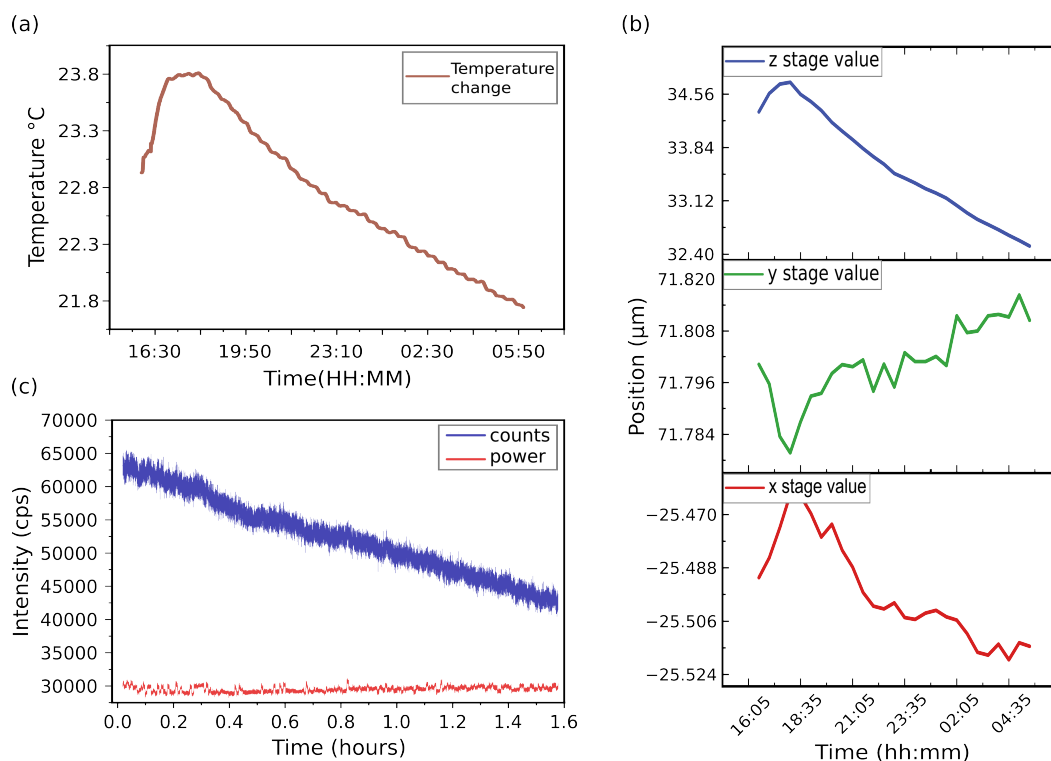 (a)
23.8
23.3
22.8
22.3
21.8
Temperature °C
Temperature
change
16:30 19:50 23:10 02:30 05:50
Time(HH:MM)
(b)
z stage value
34.56
33.84
33.12
32.40
y stage value
71.820
71.808
71.796
71.784
Position (μm)
x stage value
−25.470
−25.488
−25.506
−25.524
16:05 18:35 21:05 23:35 02:05 04:35
Time (hh:mm)
(c)
70000
65000
60000
55000
50000
45000
40000
35000
30000
Intensity (cps)
counts
power
0.0 0.2 0.4 0.6 0.8 1.0 1.2 1.4 1.6
Time (hours)